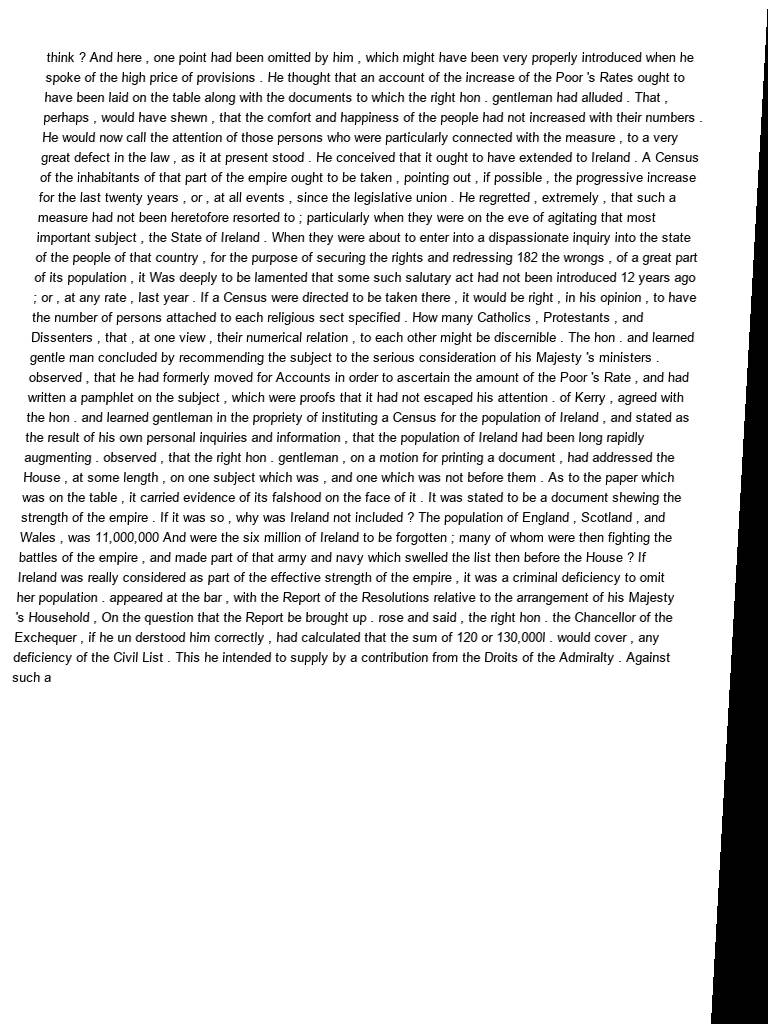 think ? And here , one point had been omitted by him , which might have been very properly introduced when he
spoke of the high price of provisions . He thought that an account of the increase of the Poor 's Rates ought to
have been laid on the table along with the documents to which the right hon . gentleman had alluded . That ,
perhaps , would have shewn , that the comfort and happiness of the people had not increased with their numbers .
He would now call the attention of those persons who were particularly connected with the measure , to a very
great defect in the law , as it at present stood . He conceived that it ought to have extended to Ireland . A Census
of the inhabitants of that part of the empire ought to be taken , pointing out , if possible , the progressive increase
for the last twenty years , or , at all events , since the legislative union . He regretted , extremely , that such a
measure had not been heretofore resorted to ; particularly when they were on the eve of agitating that most
important subject , the State of Ireland . When they were about to enter into a dispassionate inquiry into the state
of the people of that country , for the purpose of securing the rights and redressing 182 the wrongs , of a great part
of its population , it Was deeply to be lamented that some such salutary act had not been introduced 12 years ago
; or , at any rate , last year . If a Census were directed to be taken there , it would be right , in his opinion , to have
the number of persons attached to each religious sect specified . How many Catholics , Protestants , and
Dissenters , that , at one view , their numerical relation , to each other might be discernible . The hon . and learned
gentle man concluded by recommending the subject to the serious consideration of his Majesty 's ministers .
observed , that he had formerly moved for Accounts in order to ascertain the amount of the Poor 's Rate , and had
written a pamphlet on the subject , which were proofs that it had not escaped his attention . of Kerry , agreed with
the hon . and learned gentleman in the propriety of instituting a Census for the population of Ireland , and stated as
the result of his own personal inquiries and information , that the population of Ireland had been long rapidly
augmenting . observed , that the right hon . gentleman , on a motion for printing a document , had addressed the
House , at some length , on one subject which was , and one which was not before them . As to the paper which
was on the table , it carried evidence of its falshood on the face of it . It was stated to be a document shewing the
strength of the empire . If it was so , why was Ireland not included ? The population of England , Scotland , and
Wales , was 11,000,000 And were the six million of Ireland to be forgotten ; many of whom were then fighting the
battles of the empire , and made part of that army and navy which swelled the list then before the House ? If
Ireland was really considered as part of the effective strength of the empire , it was a criminal deficiency to omit
her population . appeared at the bar , with the Report of the Resolutions relative to the arrangement of his Majesty
's Household , On the question that the Report be brought up . rose and said , the right hon . the Chancellor of the
Exchequer , if he un derstood him correctly , had calculated that the sum of 120 or 130,000l . would cover , any
deficiency of the Civil List . This he intended to supply by a contribution from the Droits of the Admiralty . Against
such a